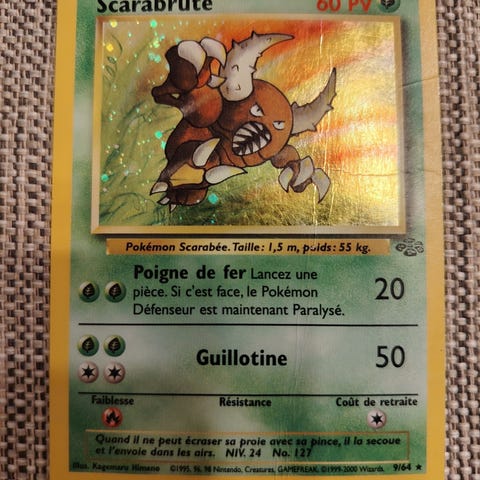 Scarabrute 60 PV
Pokémon Scarabée. Taille: 1,5 m, poids: 55 kg.
Poigne de fer Lancez une
pièce. Si c'est face, le Pokémon
Défenseur est maintenant Paralysé.
20
Guillotine 50
Faiblesse Résistance Coût de retraite
Quand il ne peut écraser sa proie avec sa pince, il la secoue
et l'envoie dans les airs. NIV. 24 No. 127
Illus. Kagemaru Himeno ©1995, 96, 98 Nintendo, Creatures, GAMEFREAK. ©1999-2000 Wizards. 9/64 ★